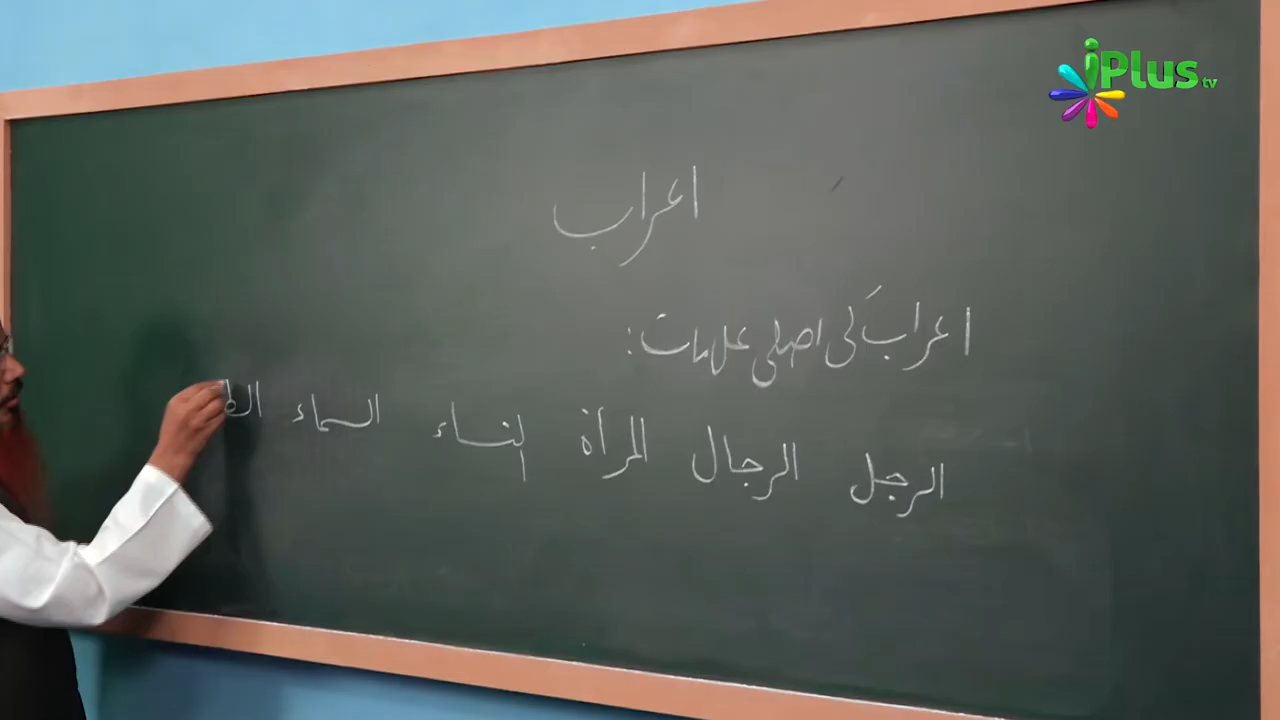 iPlus tv
اعراب
اعرابَ کی اصلی علامات:
الرجل الرجال المرأة النساء السماء